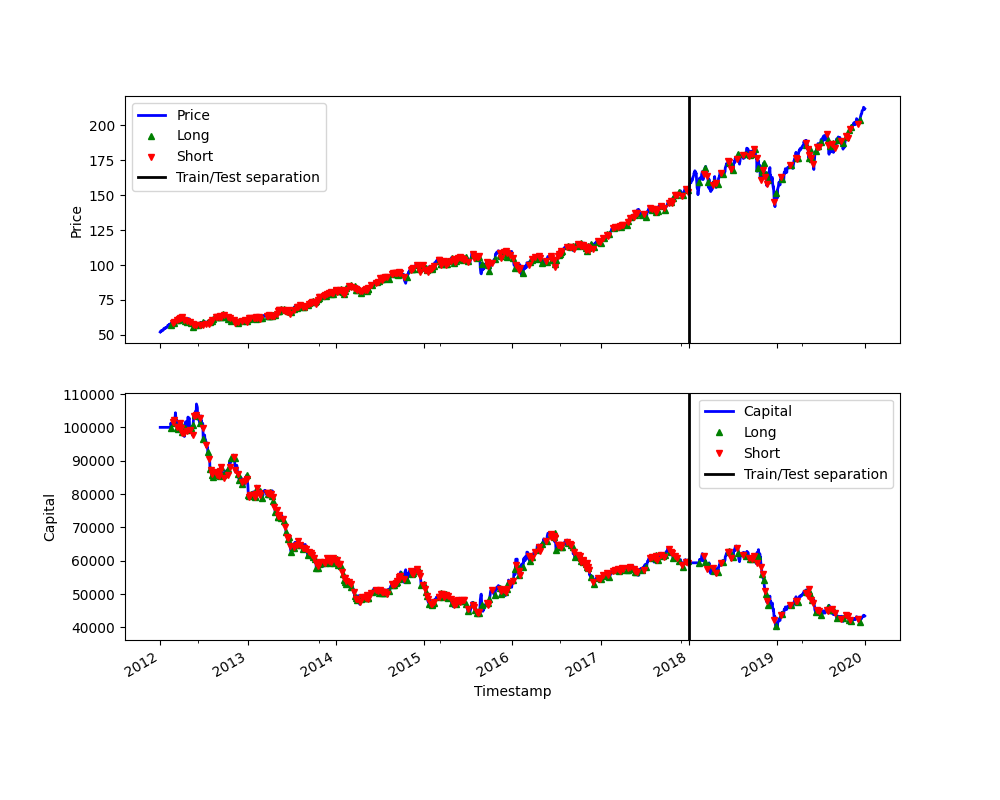 Price
Long
Short
Train/Test separation
200
175
150
125
100
75
50
Price
Capital
Long
Short
Train/Test separation
110000
100000
90000
80000
70000
60000
50000
40000
Capital
2012 2013 2014 2015 2016 2017 2018 2019 2020
Timestamp